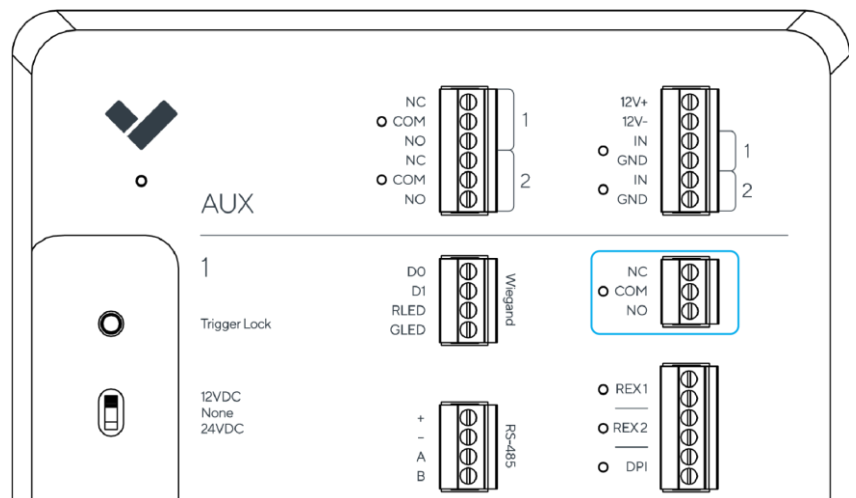 NC
COM
NO
NC
COM
NO
1
2
12V+
12V-
IN
GND
IN
GND
1
2
AUX
1
Trigger Lock
12VDC
None
24VDC
D0
D1
RLED
GLED
Wiegand
NC
COM
NO
+
-
A
B
RS-485
REX1
REX2
DPI